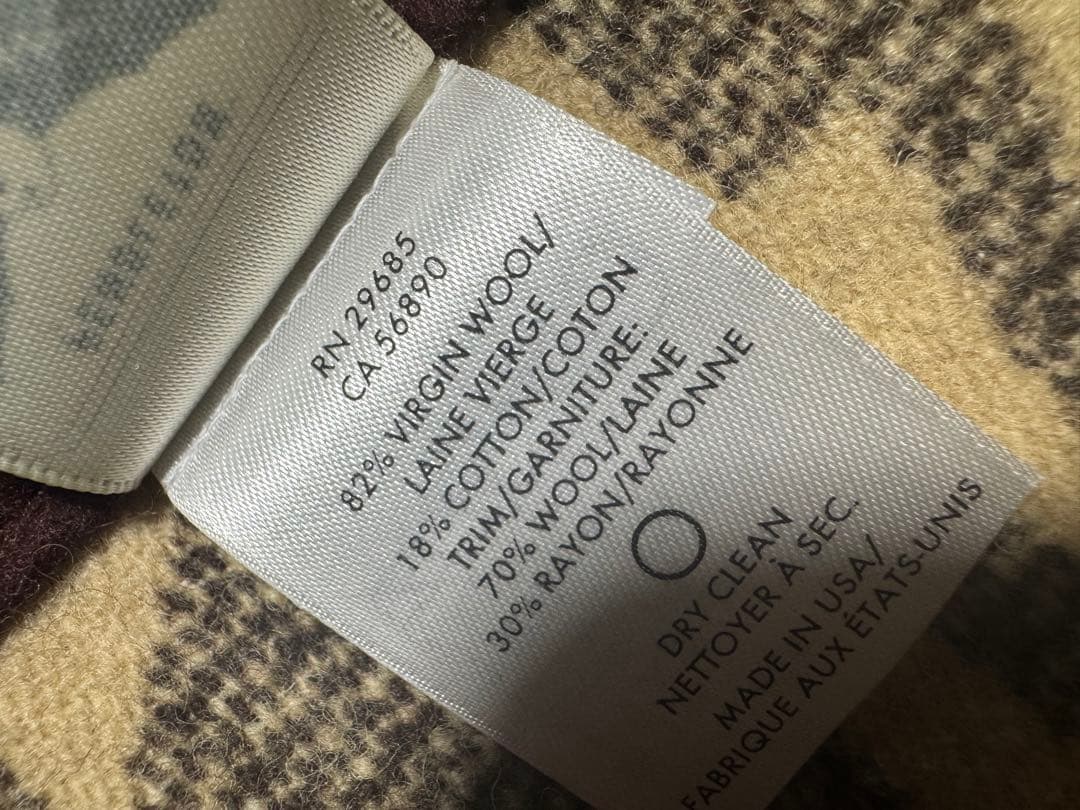 RN 29685
CA 56890
82% VIRGIN WOOL/
LAINE VIERGE
18% COTTON/COTON
TRIM/GARNITURE:
70% WOOL/LAINE
30% RAYON/RAYONNE
DRY CLEAN
NETTOYER À SEC.
MADE IN USA/
FABRIQUE AUX ÉTATS-UNIS